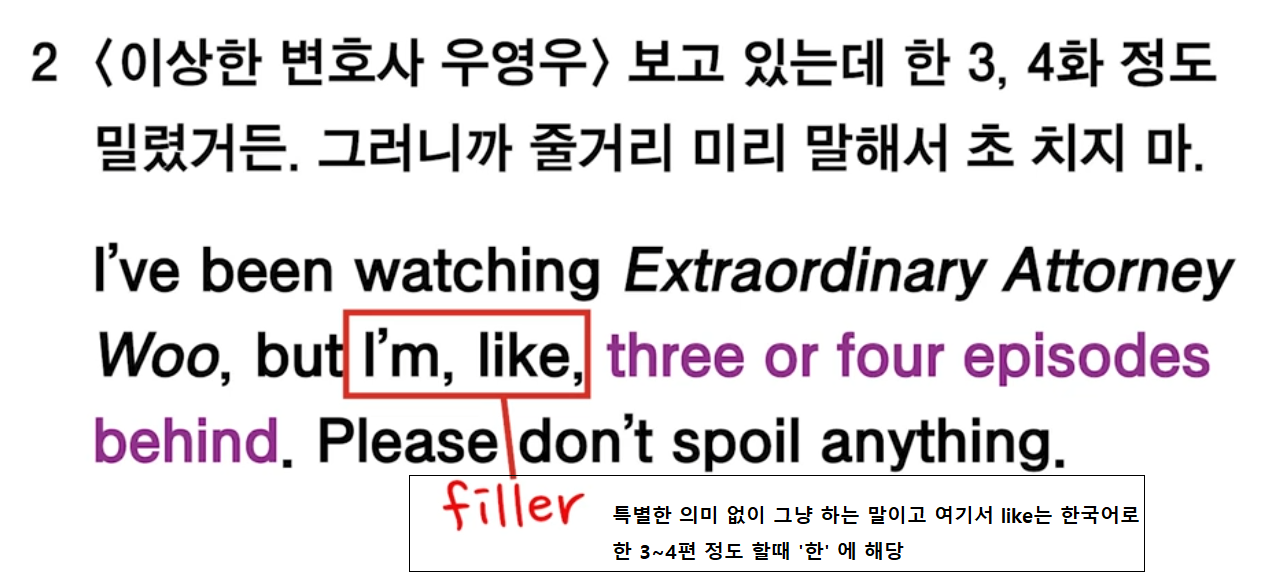 2 〈이상한 변호사 우영우〉 보고 있는데 한 3, 4화 정도
밀렸거든. 그러니까 줄거리 미리 말해서 초 치지 마.
I've been watching Extraordinary Attorney
Woo, but I'm, like, three or four episodes
behind. Please don't spoil anything.
filler
특별한 의미 없이 그냥 하는 말이고 여기서 like는 한국어로
한 3~4편 정도 할때 '한' 에 해당